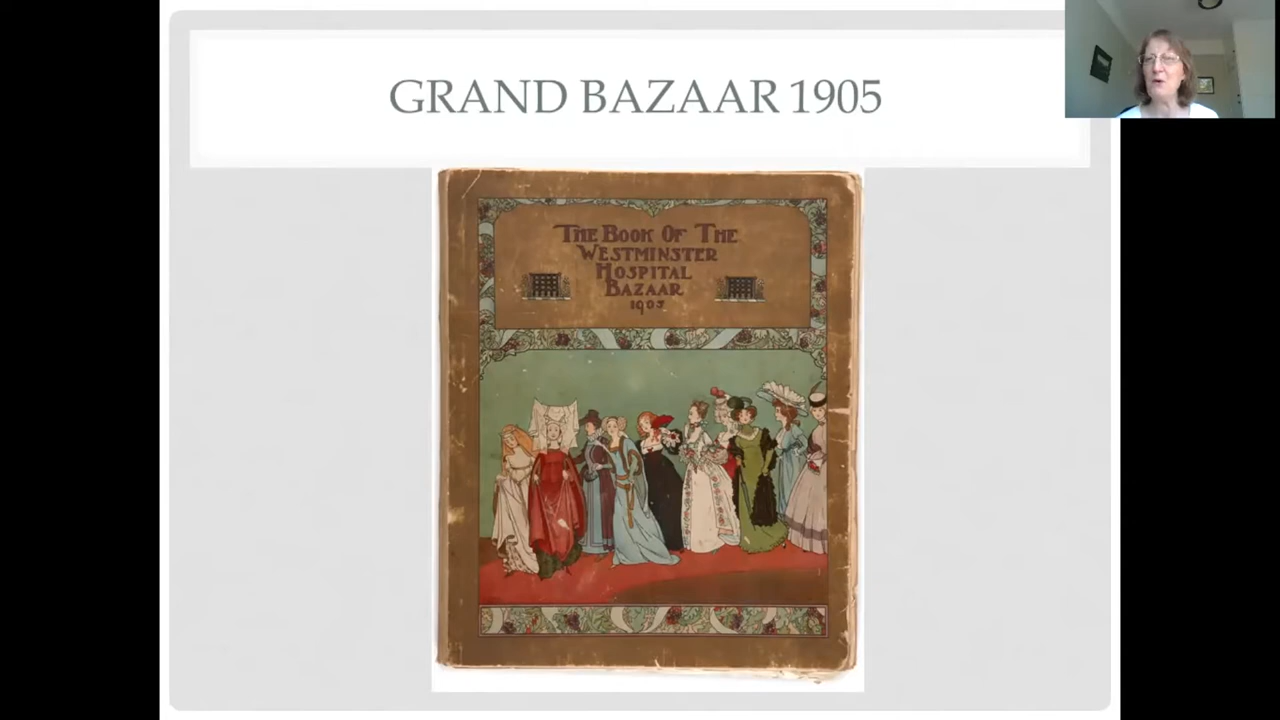 GRAND BAZAAR 1905
THE BOOK OF THE
WESTMINSTER
HOSPITAL
BAZAAR
1905